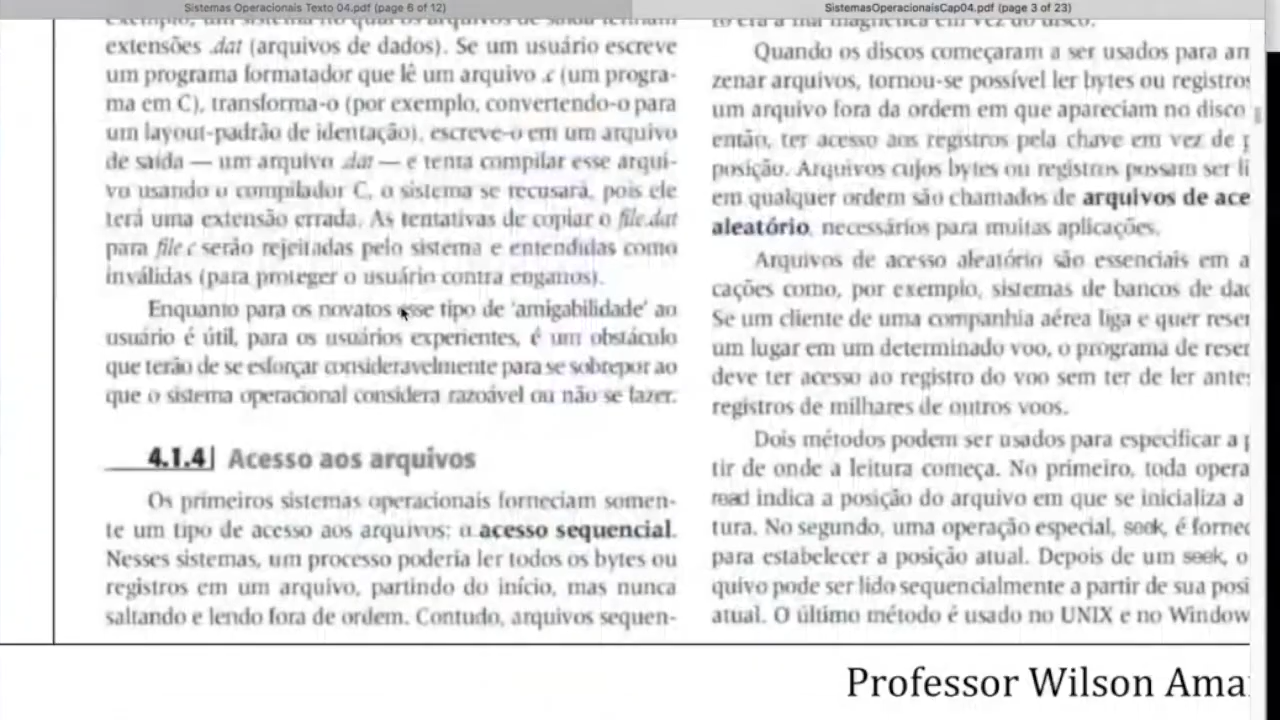 Sistemas Operacionais Texto 04.pdf (page 6 of 12)
SistemasOperacionaisCap04.pdf (page 3 of 23)
exemplo, um sistema no qual os arquivos de saída tenham
extensões .dat (arquivos de dados). Se um usuário escreve
um programa formatador que lê um arquivo .c (um progra-
ma em C), transforma-o (por exemplo, convertendo-o para
um layout-padrão de identação), escreve-o em um arquivo
de saída — um arquivo .dat — e tenta compilar esse arqui-
vo usando o compilador C, o sistema se recusará, pois ele
terá uma extensão errada. As tentativas de copiar o file.dat
para file.c serão rejeitadas pelo sistema e entendidas como
inválidas (para proteger o usuário contra enganos).
Enquanto para os novatos esse tipo de 'amigabilidade' ao
usuário é útil, para os usuários experientes, é um obstáculo
que terão de se esforçar consideravelmente para se sobrepor ao
que o sistema operacional considera razoável ou não se fazer.
4.1.4 Acesso aos arquivos
Os primeiros sistemas operacionais forneciam somen-
te um tipo de acesso aos arquivos: o acesso sequencial.
Nesses sistemas, um processo poderia ler todos os bytes ou
registros em um arquivo, partindo do início, mas nunca
saltando e lendo fora de ordem. Contudo, arquivos sequen-
to era a fita magnética em vez do disco.
Quando os discos começaram a ser usados para ar
zenar arquivos, tornou-se possível ler bytes ou registros
um arquivo fora da ordem em que apareciam no disco
então, ter acesso aos registros pela chave em vez de p
posição. Arquivos cujos bytes ou registros possam ser li
em qualquer ordem são chamados de arquivos de ace
aleatório, necessários para muitas aplicações.
Arquivos de acesso aleatório são essenciais em a
cações como, por exemplo, sistemas de bancos de dad
Se um cliente de uma companhia aérea liga e quer reser
um lugar em um determinado voo, o programa de reser
deve ter acesso ao registro do voo sem ter de ler antes
registros de milhares de outros voos.
Dois métodos podem ser usados para especificar a p
tir de onde a leitura começa. No primeiro, toda opera
read indica a posição do arquivo em que se inicializa a
tura. No segundo, uma operação especial, seek, é fornec
para estabelecer a posição atual. Depois de um seek, o
quivo pode ser lido sequencialmente a partir de sua posi
atual. O último método é usado no UNIX e no Window
Professor Wilson Ama